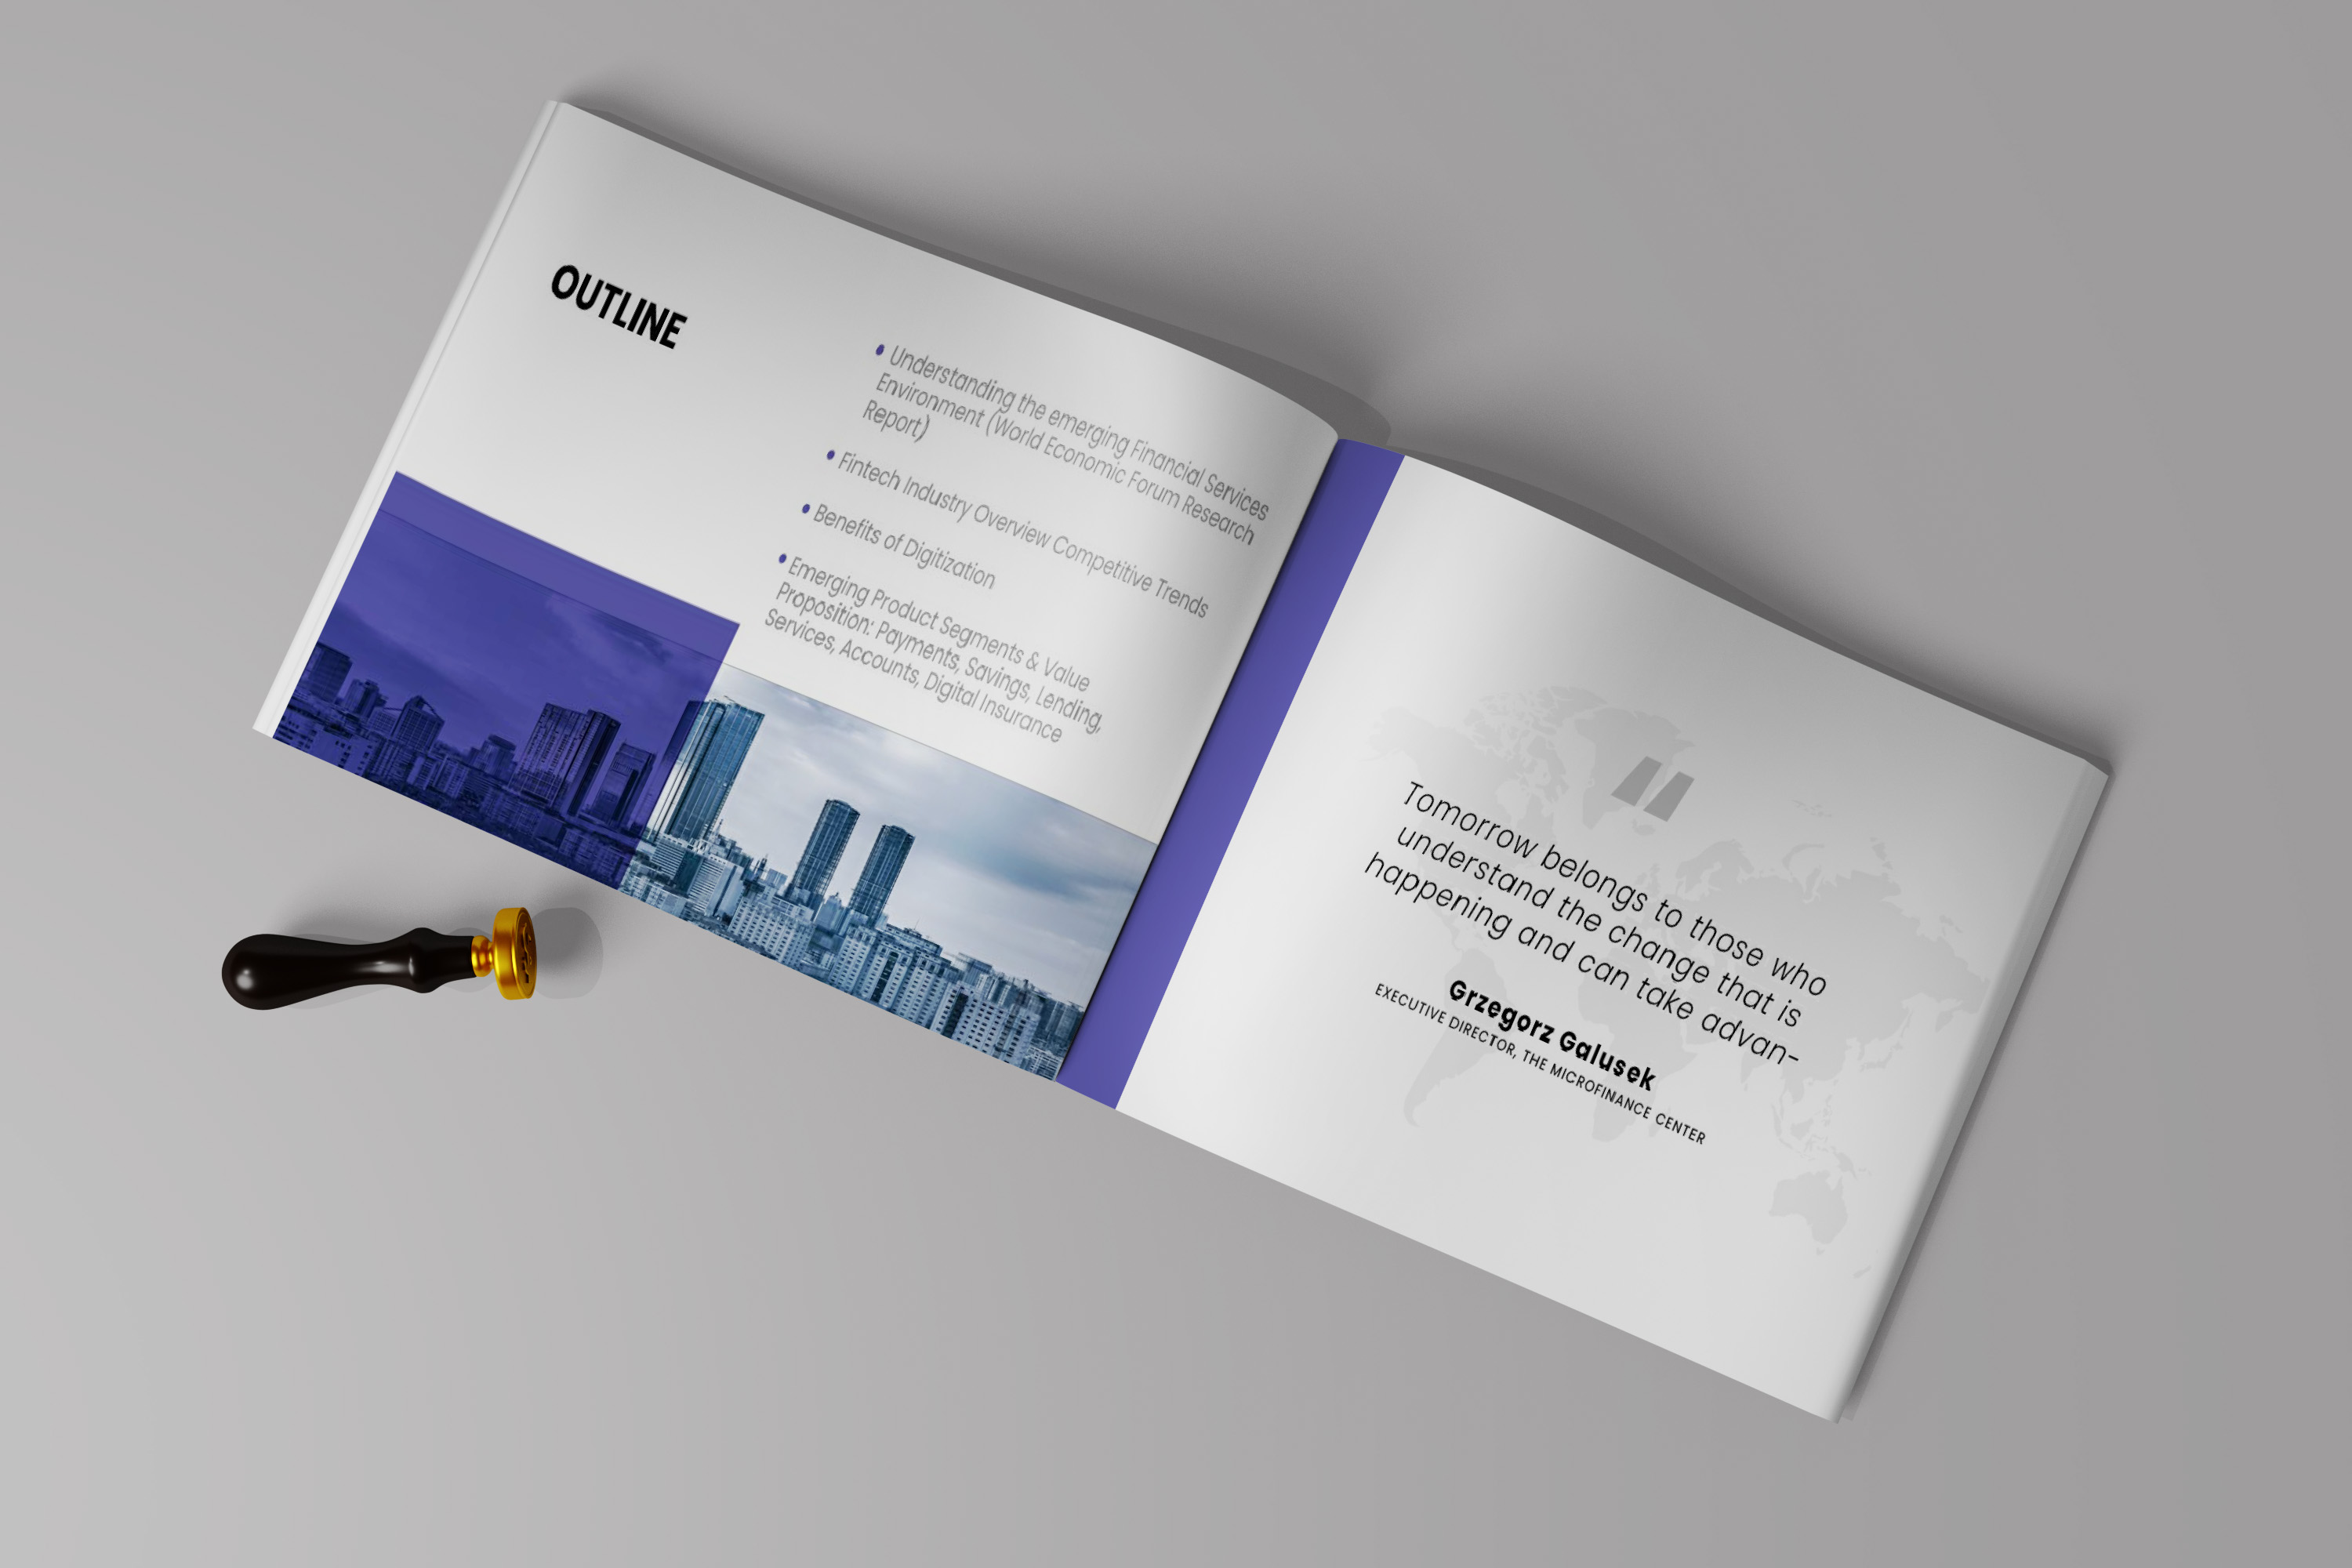 OUTLINE
• Understanding the emerging Financial Services
Environment (World Economic Forum Research
Report)
• Fintech Industry Overview Competitive Trends
• Benefits of Digitization
• Emerging Product Segments & Value
Proposition: Payments, Savings, Lending,
Services, Accounts, Digital Insurance
"
Tomorrow belongs to those who
understand the change that is
happening and can take advan-
Grzegorz Galusek
EXECUTIVE DIRECTOR, THE MICROFINANCE CENTER